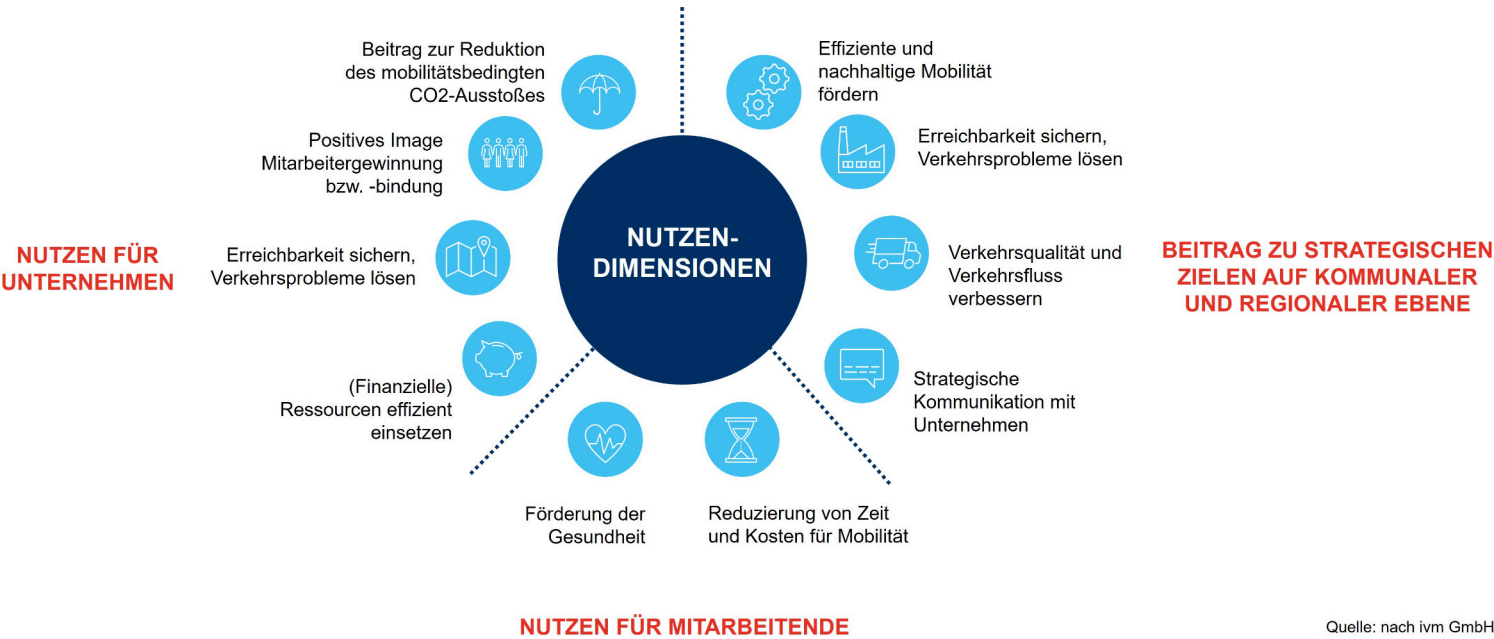 Beitrag zur Reduktion
des mobilitätsbedingten
CO2-Ausstoßes
Positives Image
Mitarbeitergewinnung
bzw. -bindung
Erreichbarkeit sichern,
Verkehrsprobleme lösen
(Finanzielle)
Ressourcen effizient
einsetzen
NUTZEN FÜR
UNTERNEHMEN
NUTZEN-
DIMENSIONEN
Effiziente und
nachhaltige Mobilität
fördern
Erreichbarkeit sichern,
Verkehrsprobleme lösen
Verkehrsqualität und
Verkehrsfluss
verbessern
Strategische
Kommunikation mit
Unternehmen
BEITRAG ZU STRATEGISCHEN
ZIELEN AUF KOMMUNALER
UND REGIONALER EBENE
Förderung der
Gesundheit
Reduzierung von Zeit
und Kosten für Mobilität
NUTZEN FÜR MITARBEITENDE
Quelle: nach ivm GmbH